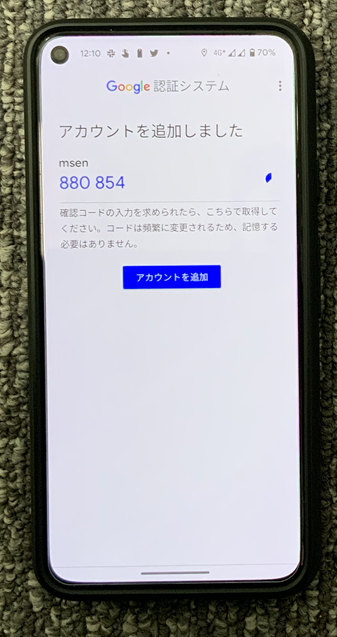 12:10 4G+ 70%
Google 認証システム
アカウントを追加しました
msen
880 854
確認コードの入力を求められたら、こちらで取得して
ください。コードは頻繁に変更されるため、記憶する
必要はありません。
アカウントを追加